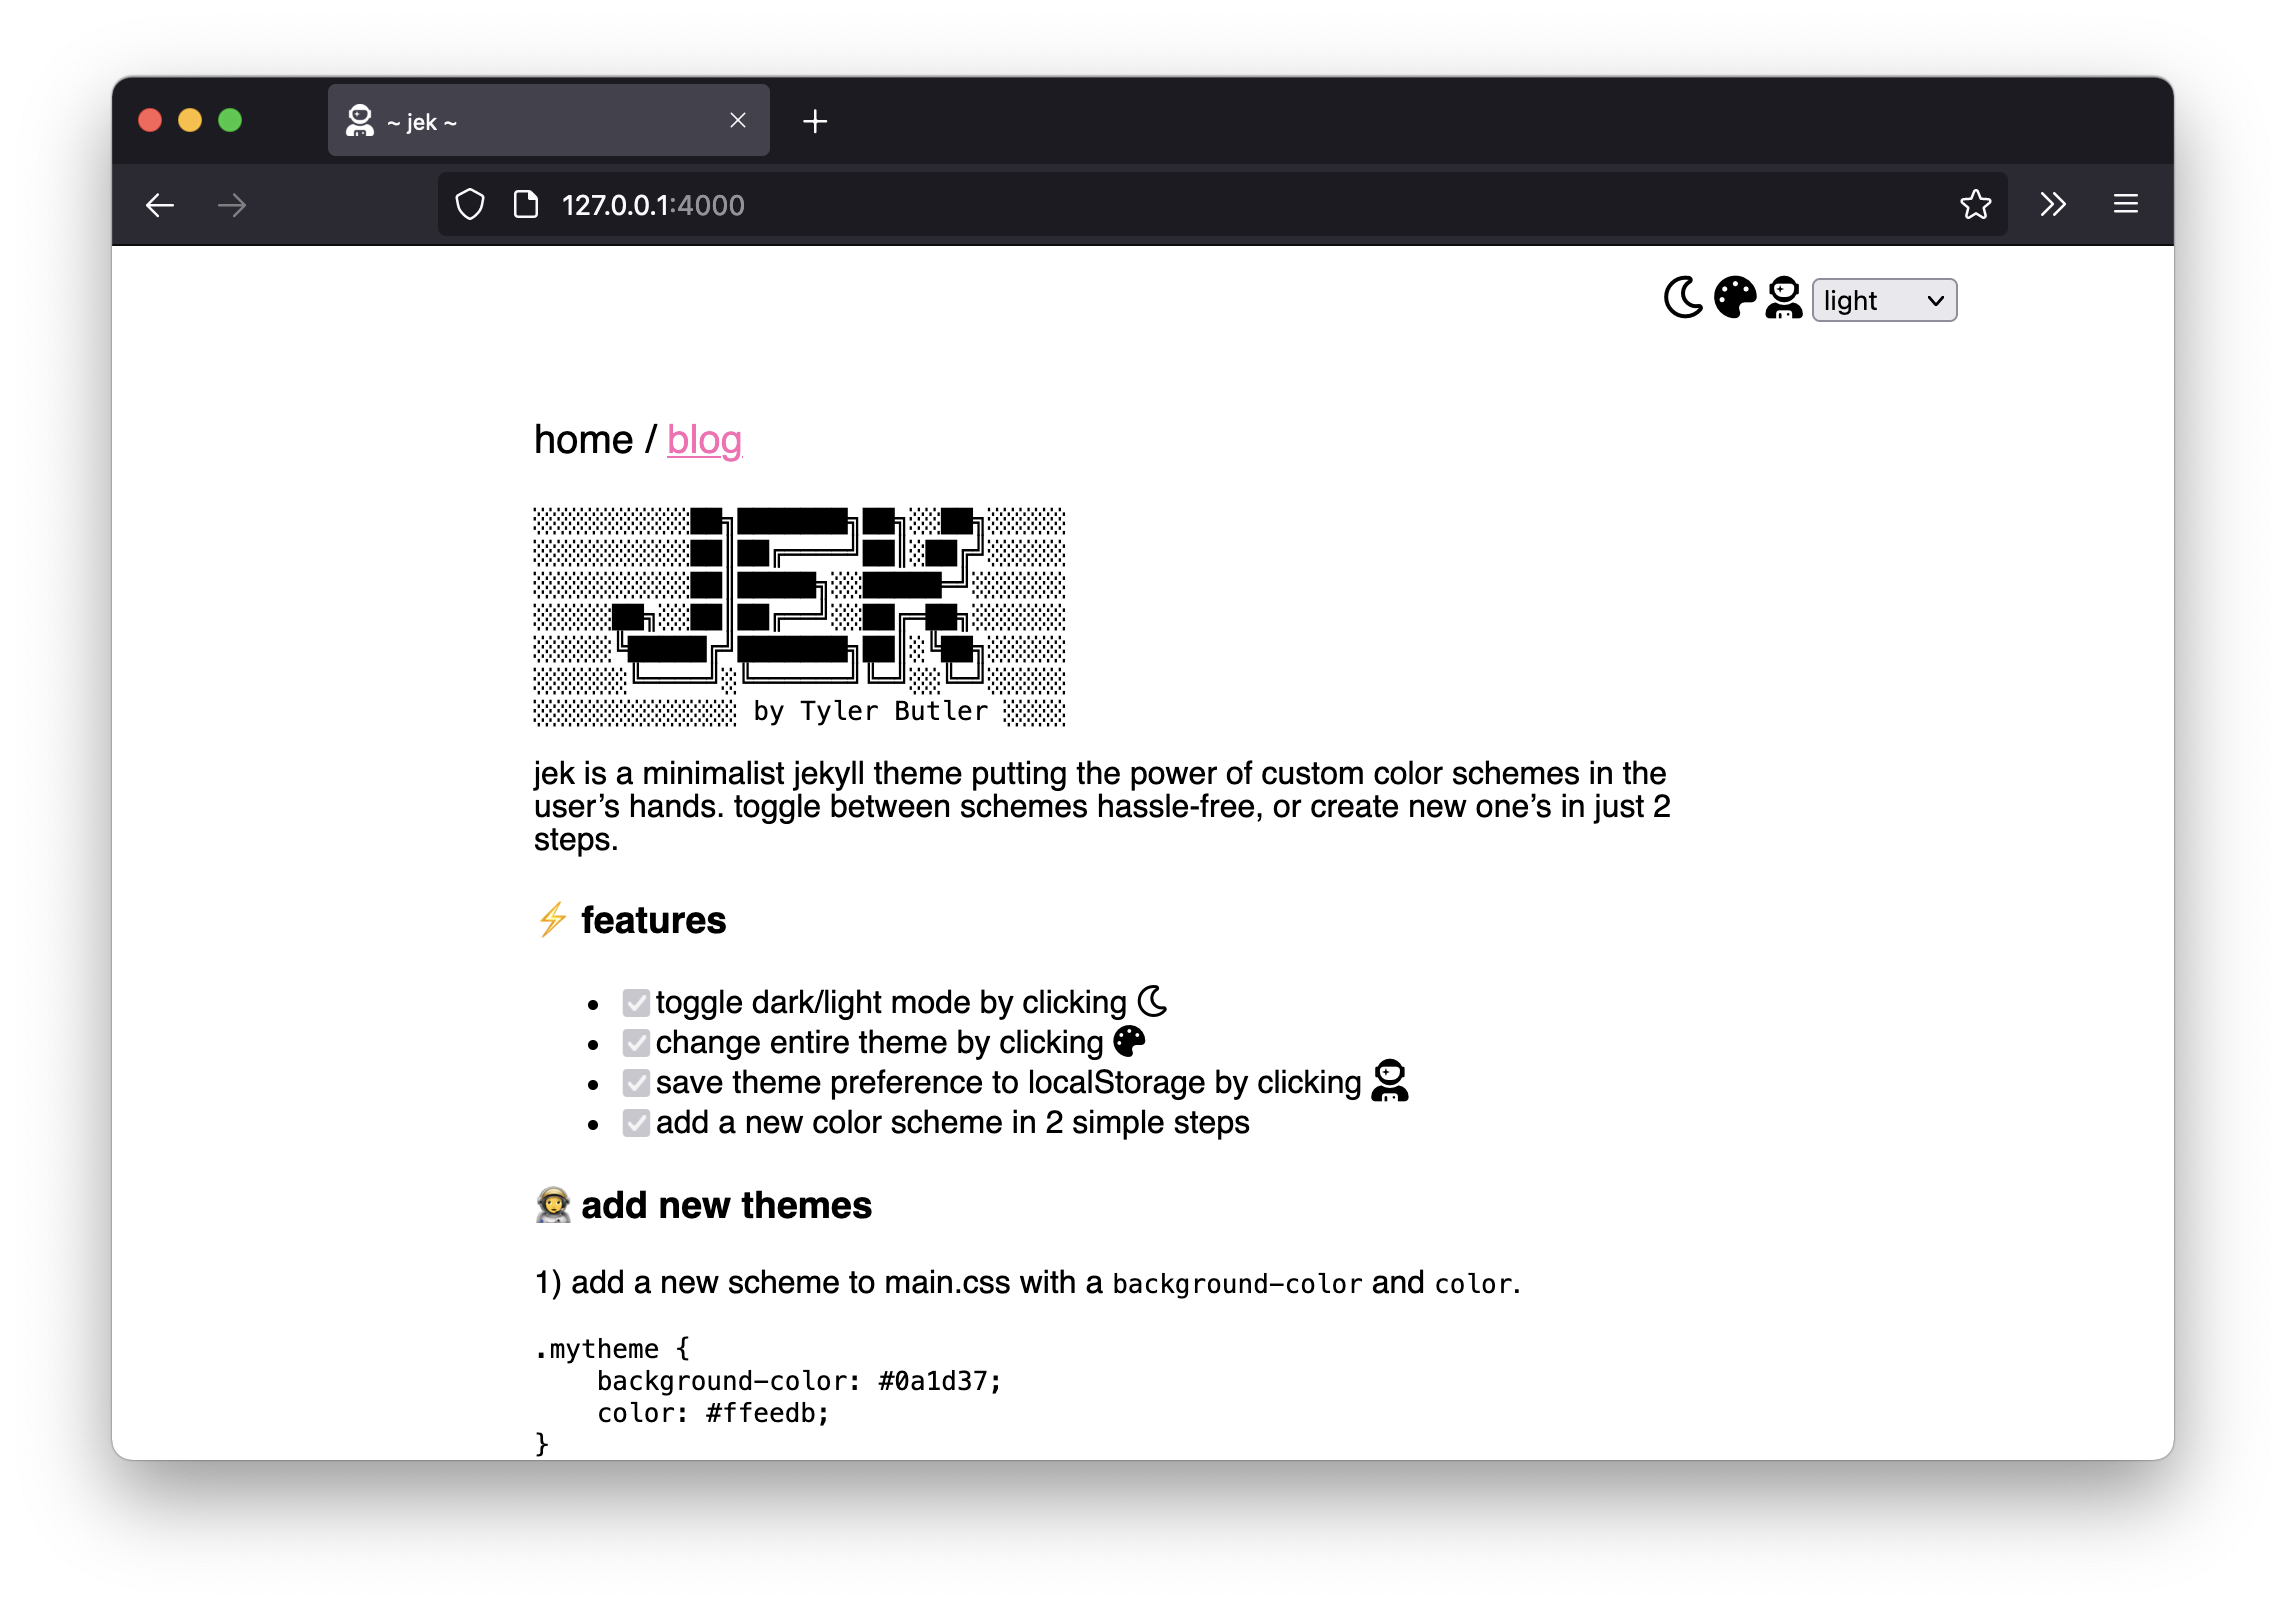 ~ jek ~
127.0.0.1:4000
light
home / blog
JEK
by Tyler Butler
jek is a minimalist jekyll theme putting the power of custom color schemes in the
user’s hands. toggle between schemes hassle-free, or create new one’s in just 2
steps.
⚡ features
toggle dark/light mode by clicking
change entire theme by clicking
save theme preference to localStorage by clicking
add a new color scheme in 2 simple steps
👩‍🚀 add new themes
1) add a new scheme to main.css with a background-color and color.
.mytheme {
    background-color: #0a1d37;
    color: #ffeedb;
}